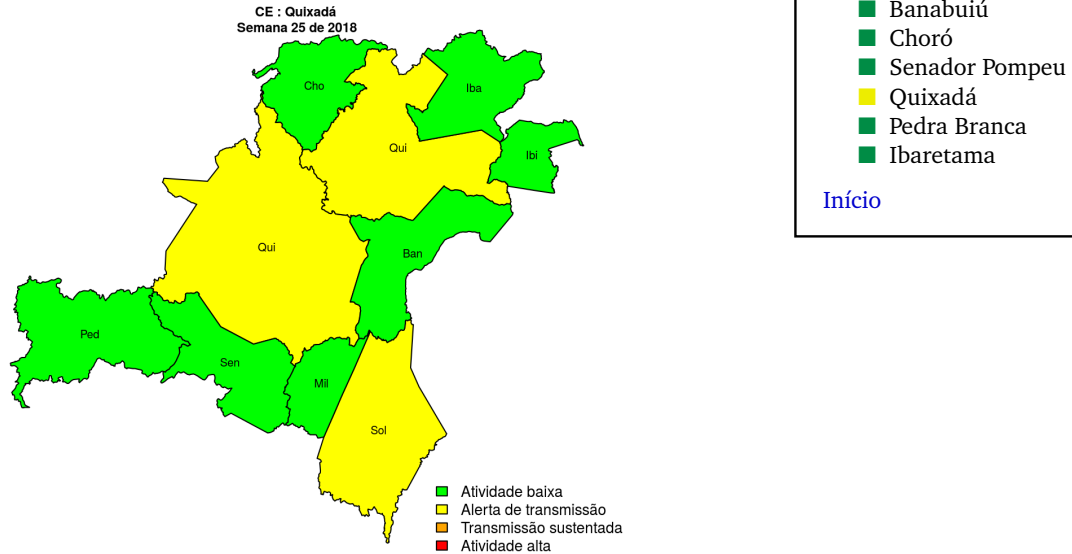 CE : Quixadá
Semana 25 de 2018
Cho
Iba
Qui
Ibi
Qui
Ban
Ped
Sen
Mil
Sol
Atividade baixa
Alerta de transmissão
Transmissão sustentada
Atividade alta
Banabuiú
Choró
Senador Pompeu
Quixadá
Pedra Branca
Ibaretama
Início